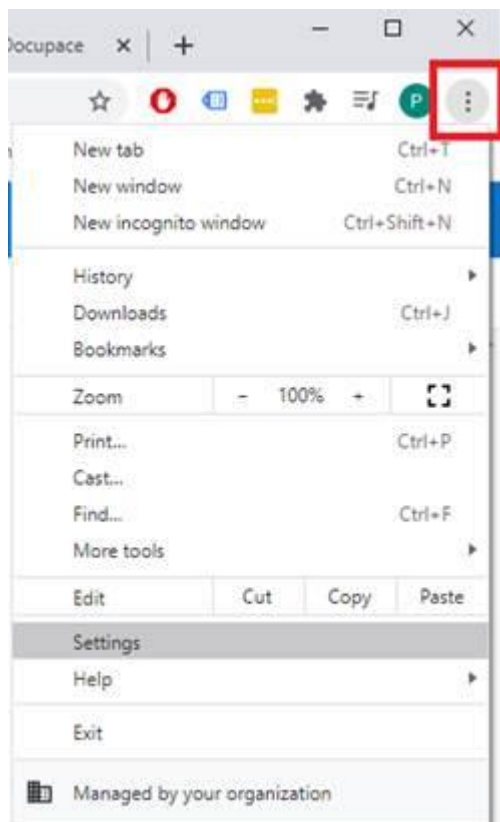 Docupace
P
New tab Ctrl+T
New window Ctrl+N
New incognito window Ctrl+Shift+N
History
Downloads Ctrl+J
Bookmarks
Zoom - 100% +
Print... Ctrl+P
Cast...
Find... Ctrl+F
More tools
Edit Cut Copy Paste
Settings
Help
Exit
Managed by your organization